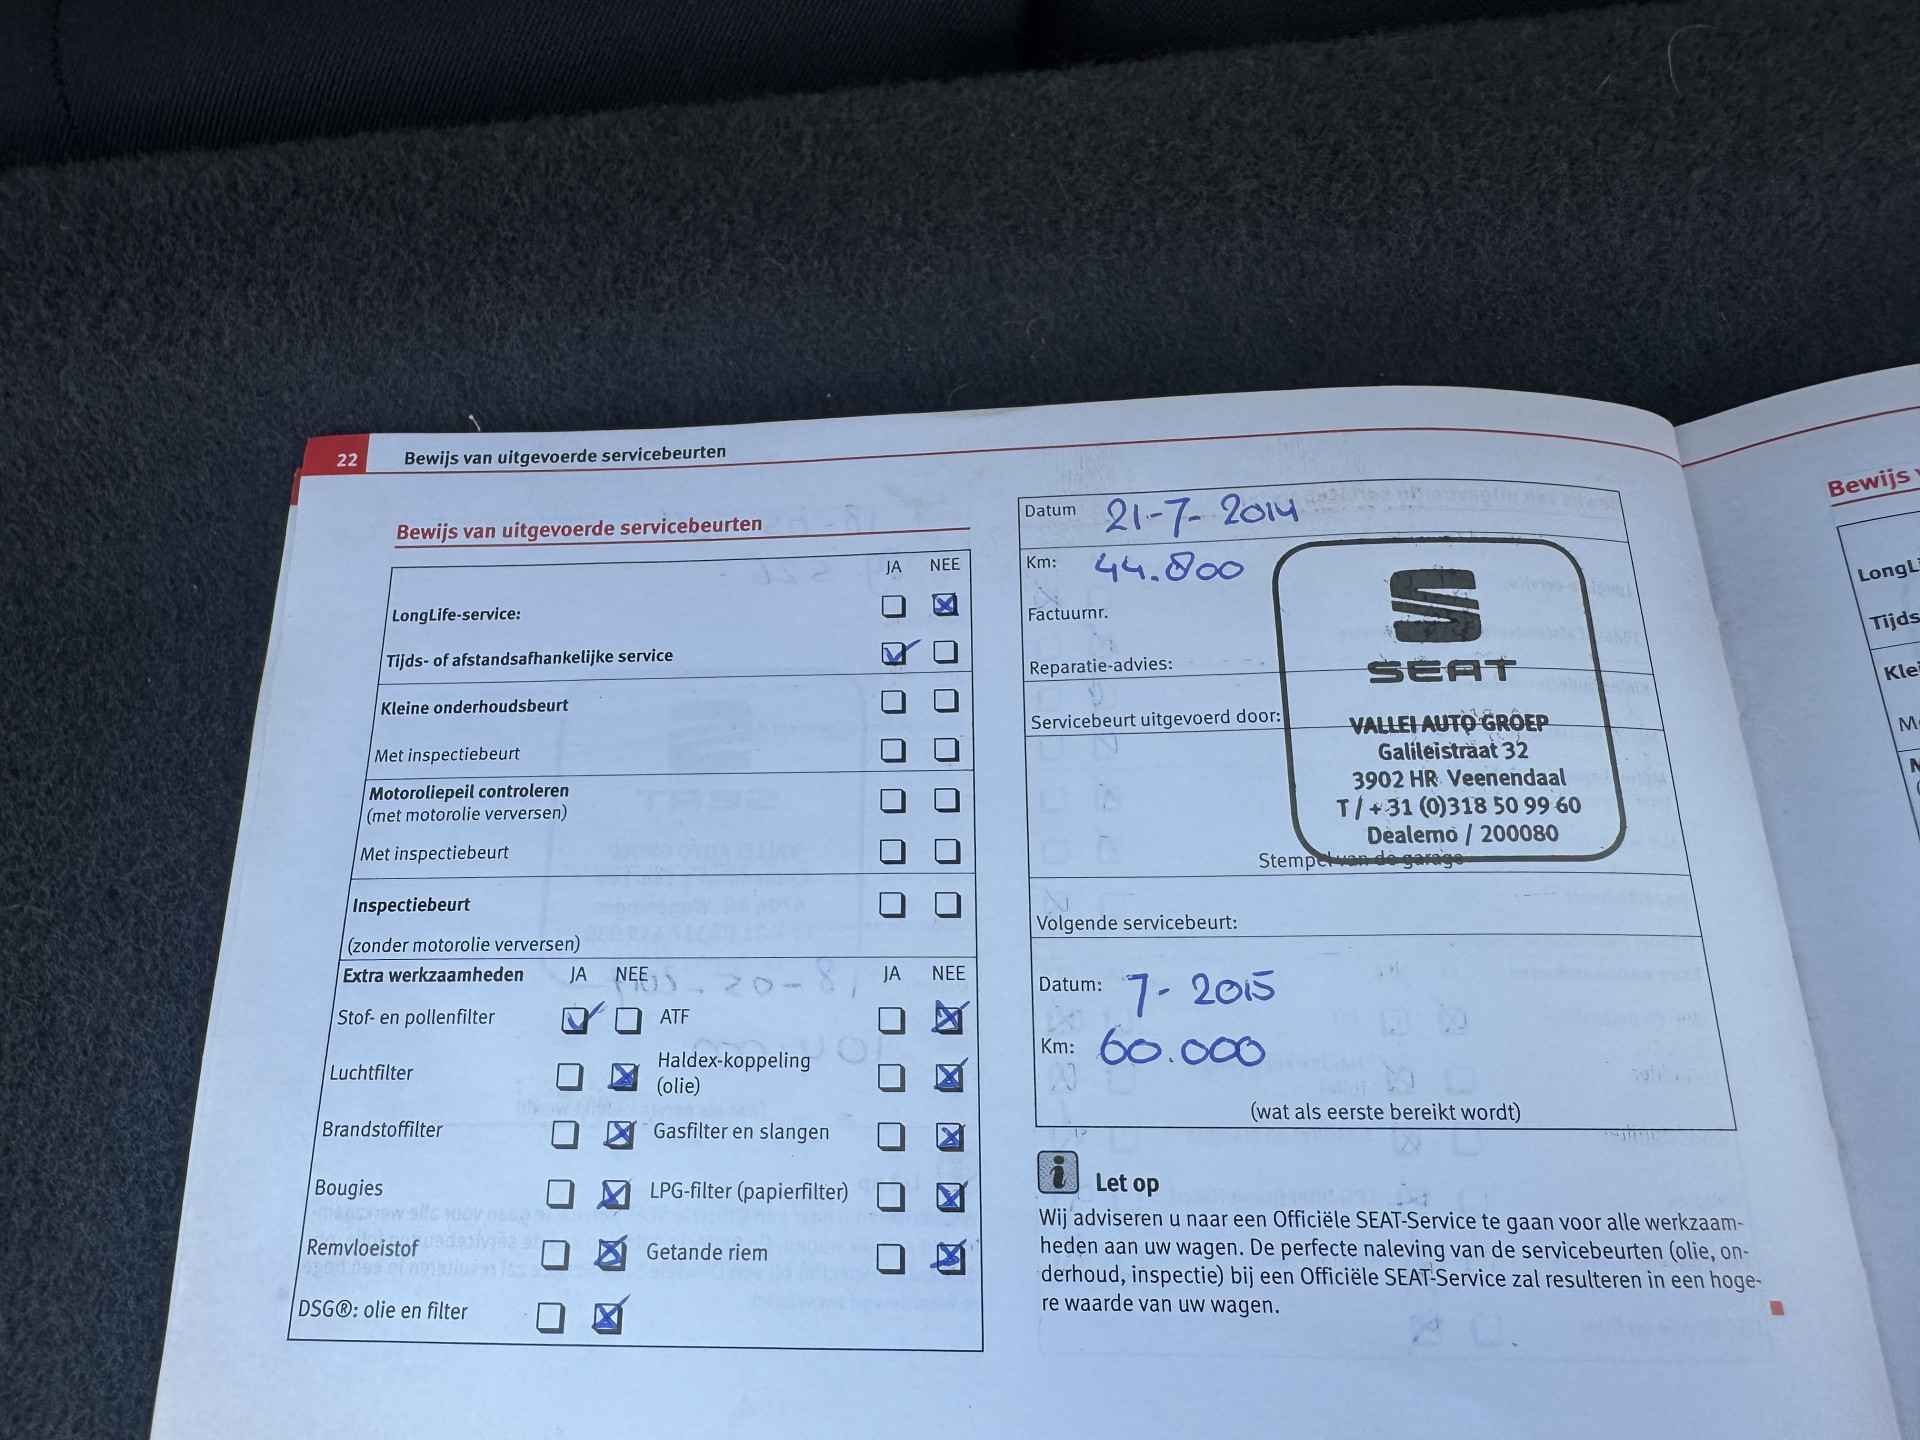 22 Bewijs van uitgevoerde servicebeurten
Bewijs van uitgevoerde servicebeurten
JA NEE
LongLife-service:
Tijds- of afstandsafhankelijke service
Kleine onderhoudsbeurt
Met inspectiebeurt
Motoroliepeil controleren
(met motorolie verversen)
Met inspectiebeurt
Inspectiebeurt
(zonder motorolie verversen)
Extra werkzaamheden JA NEE JA NEE
Stof- en pollenfilter ATF
Luchtfilter Haldex-koppeling
(olie)
Brandstoffilter Gasfilter en slangen
Bougies LPG-filter (papierfilter)
Remvloeistof Getande riem
DSG®: olie en filter
Datum 21-7-2014
Km: 44.800
Factuurnr.
Reparatie-advies:
Servicebeurt uitgevoerd door:
SEAT
VALLEI AUTO GROEP
Galileistraat 32
3902 HR Veenendaal
T / + 31 (0)318 50 99 60
Dealerno / 200080
Stempel van de garage
Volgende servicebeurt:
Datum: 7-2015
Km: 60.000
(wat als eerste bereikt wordt)
i Let op
Wij adviseren u naar een Officiële SEAT-Service te gaan voor alle werkzaam-
heden aan uw wagen. De perfecte naleving van de servicebeurten (olie, on-
derhoud, inspectie) bij een Officiële SEAT-Service zal resulteren in een hoge-
re waarde van uw wagen.
Bewijs
Tijds